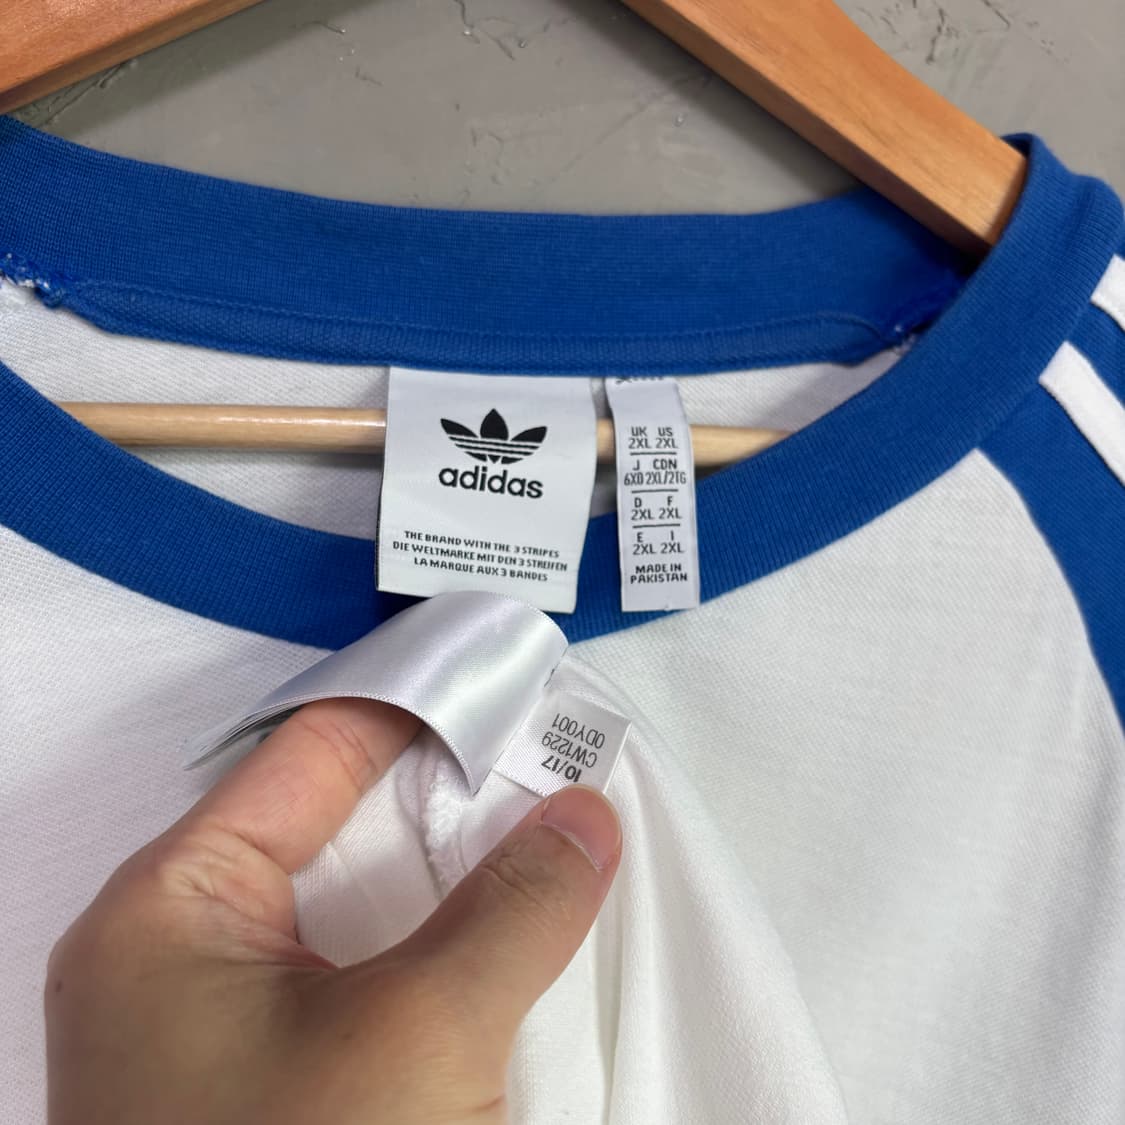 adidas
THE BRAND WITH THE 3 STRIPES
DIE WELTMARKE MIT DEN 3 STREIFEN
LA MARQUE AUX 3 BANDES
UK US
2XL 2XL
J CDN
6XO 2XL/2TG
D F
2XL 2XL
E I
2XL 2XL
MADE IN
PAKISTAN
10/17
CW1229
0DY001